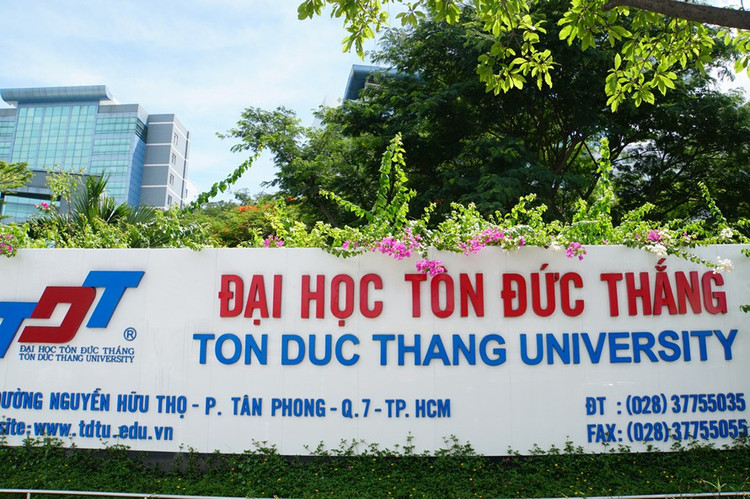 TDT ®
ĐẠI HỌC TÔN ĐỨC THẮNG
TON DUC THANG UNIVERSITY
ĐẠI HỌC TÔN ĐỨC THẮNG
TON DUC THANG UNIVERSITY
ĐƯỜNG NGUYỄN HỮU THỌ - P. TÂN PHONG - Q.7 - TP. HCM
ĐT : (028) 37755035
site: www.tdtu.edu.vn
FAX: (028) 37755055